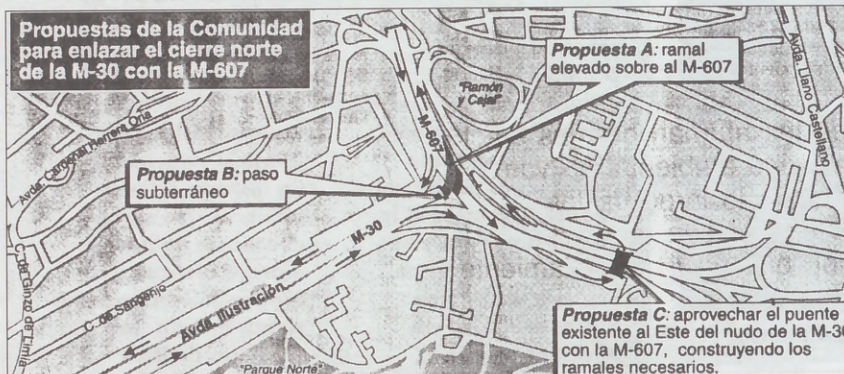 Propuestas de la Comunidad
para enlazar el cierre norte
de la M-30 con la M-607
Propuesta A: ramal
elevado sobre al M-607
"Ramón
y Cajal"
Avda. Llano Castellano
Avda. Cardenal Herrera Oria
M-607
Propuesta B: paso
subterráneo
M-30
C. de Sangenjo
Avda. Ilustración
C. de Ginzo de Limia
"Parque Norte"
Propuesta C: aprovechar el puente
existente al Este del nudo de la M-30
con la M-607, construyendo los
ramales necesarios.